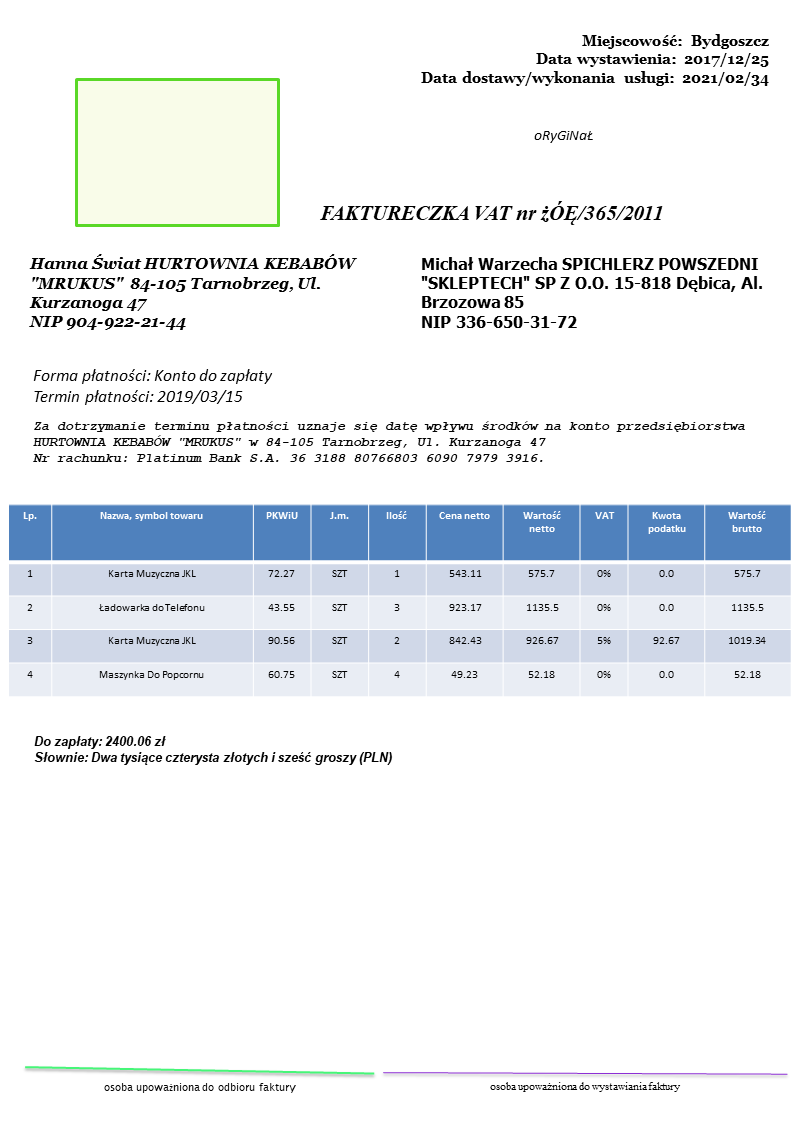 Miejscowość: Bydgoszcz
Data wystawienia: 2017/12/25
Data dostawy/wykonania usługi: 2021/02/34
oRyGiNaŁ
FAKTURECZKA VAT nr żÓĘ/365/2011
Hanna Świat HURTOWNIA KEBABÓW
"MRUKUS" 84-105 Tarnobrzeg, Ul.
Kurzanoga 47
NIP 904-922-21-44
Michał Warzecha SPICHLERZ POWSZEDNI
"SKLEPTECH" SP Z O.O. 15-818 Dębica, Al.
Brzozowa 85
NIP 336-650-31-72
Forma płatności: Konto do zapłaty
Termin płatności: 2019/03/15
Za dotrzymanie terminu płatności uznaje się datę wpływu środków na konto przedsiębiorstwa
HURTOWNIA KEBABÓW "MRUKUS" w 84-105 Tarnobrzeg, Ul. Kurzanoga 47
Nr rachunku: Platinum Bank S.A. 36 3188 80766803 6090 7979 3916.
Lp. Nazwa, symbol towaru PKWiU J.m. Ilość Cena netto Wartość netto VAT Kwota podatku Wartość brutto
1 Karta Muzyczna JKL 72.27 SZT 1 543.11 575.7 0% 0.0 575.7
2 Ładowarka do Telefonu 43.55 SZT 3 923.17 1135.5 0% 0.0 1135.5
3 Karta Muzyczna JKL 90.56 SZT 2 842.43 926.67 5% 92.67 1019.34
4 Maszynka Do Popcornu 60.75 SZT 4 49.23 52.18 0% 0.0 52.18
Do zapłaty: 2400.06 zł
Słownie: Dwa tysiące czterysta złotych i sześć groszy (PLN)
osoba upoważniona do odbioru faktury
osoba upoważniona do wystawiania faktury